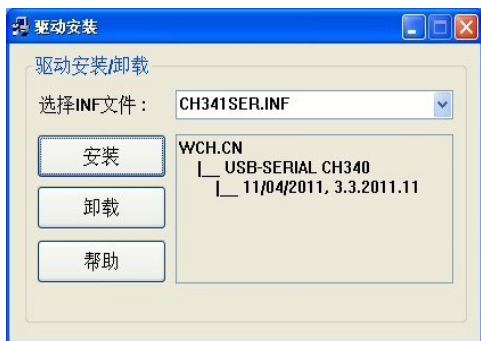 驱动安装
驱动安装/卸载
选择INF文件： CH341SER.INF
安装
卸载
帮助
WCH.CN
|__ USB-SERIAL CH340
|__ 11/04/2011, 3.3.2011.11